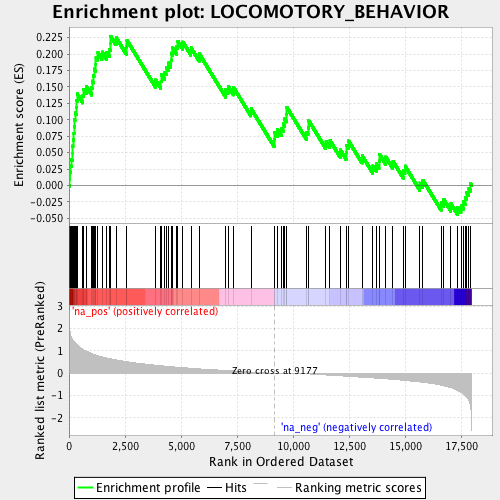 Enrichment plot: LOCOMOTORY_BEHAVIOR
Enrichment score (ES)
0.225
0.200
0.175
0.150
0.125
0.100
0.075
0.050
0.025
0.000
-0.025
-0.050
'na_pos' (positively correlated)
Ranked list metric (PreRanked)
3
2
1
0
-1
-2
Zero cross at 9177
'na_neg' (negatively correlated)
0 2,500 5,000 7,500 10,000 12,500 15,000 17,500
Rank in Ordered Dataset
Enrichment profile Hits Ranking metric scores